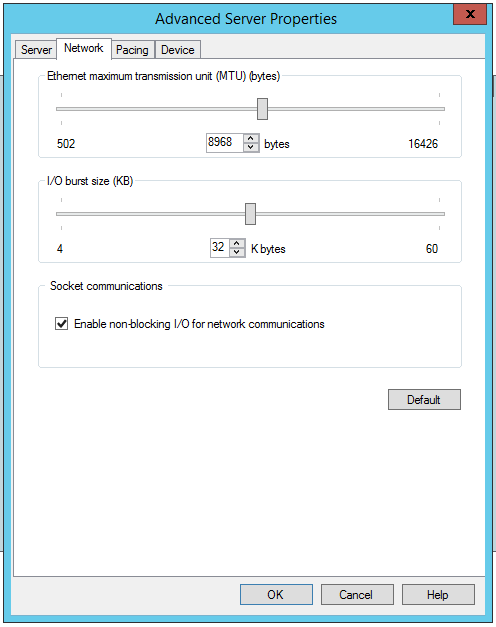 Advanced Server Properties
x
Server Network Pacing Device
Ethernet maximum transmission unit (MTU) (bytes)
502 8968 bytes 16426
I/O burst size (KB)
4 32 K bytes 60
Socket communications
Enable non-blocking I/O for network communications
Default
OK Cancel Help